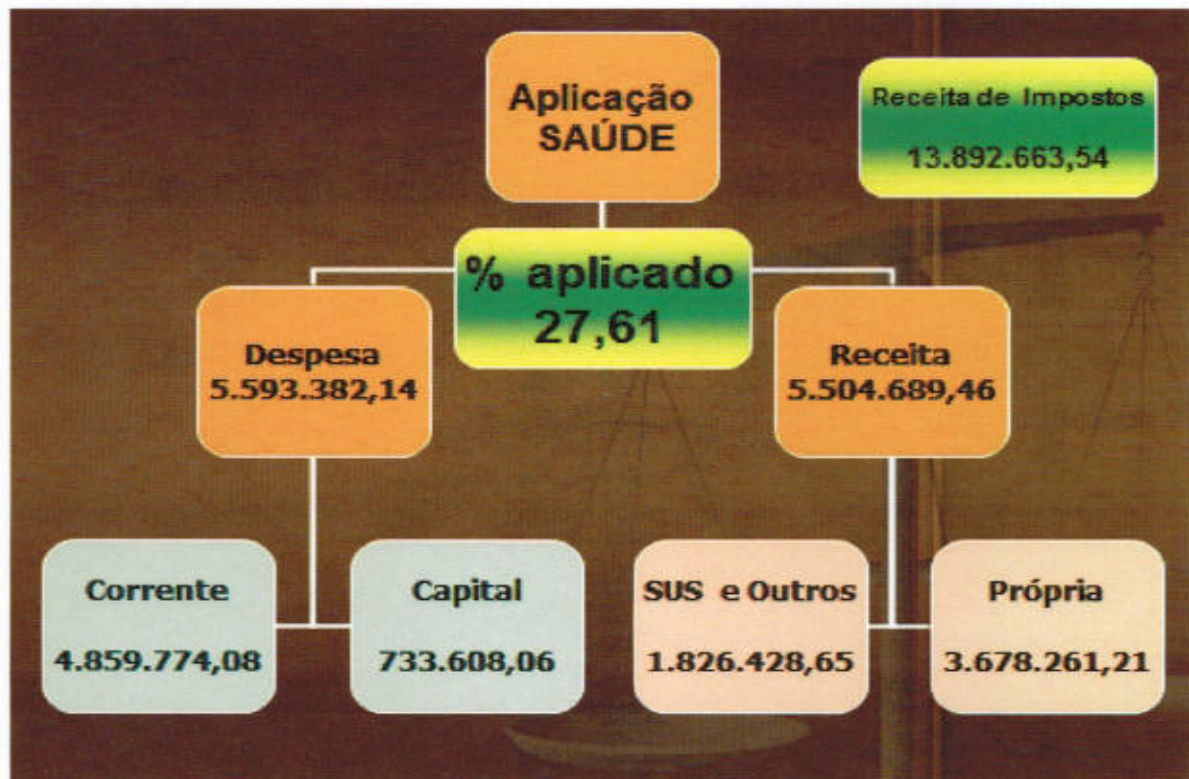 Aplicação
SAÚDE
Receita de Impostos
13.892.663,54
% aplicado
27,61
Despesa
5.593.382,14
Receita
5.504.689,46
Corrente
4.859.774,08
Capital
733.608,06
SUS e Outros
1.826.428,65
Própria
3.678.261,21